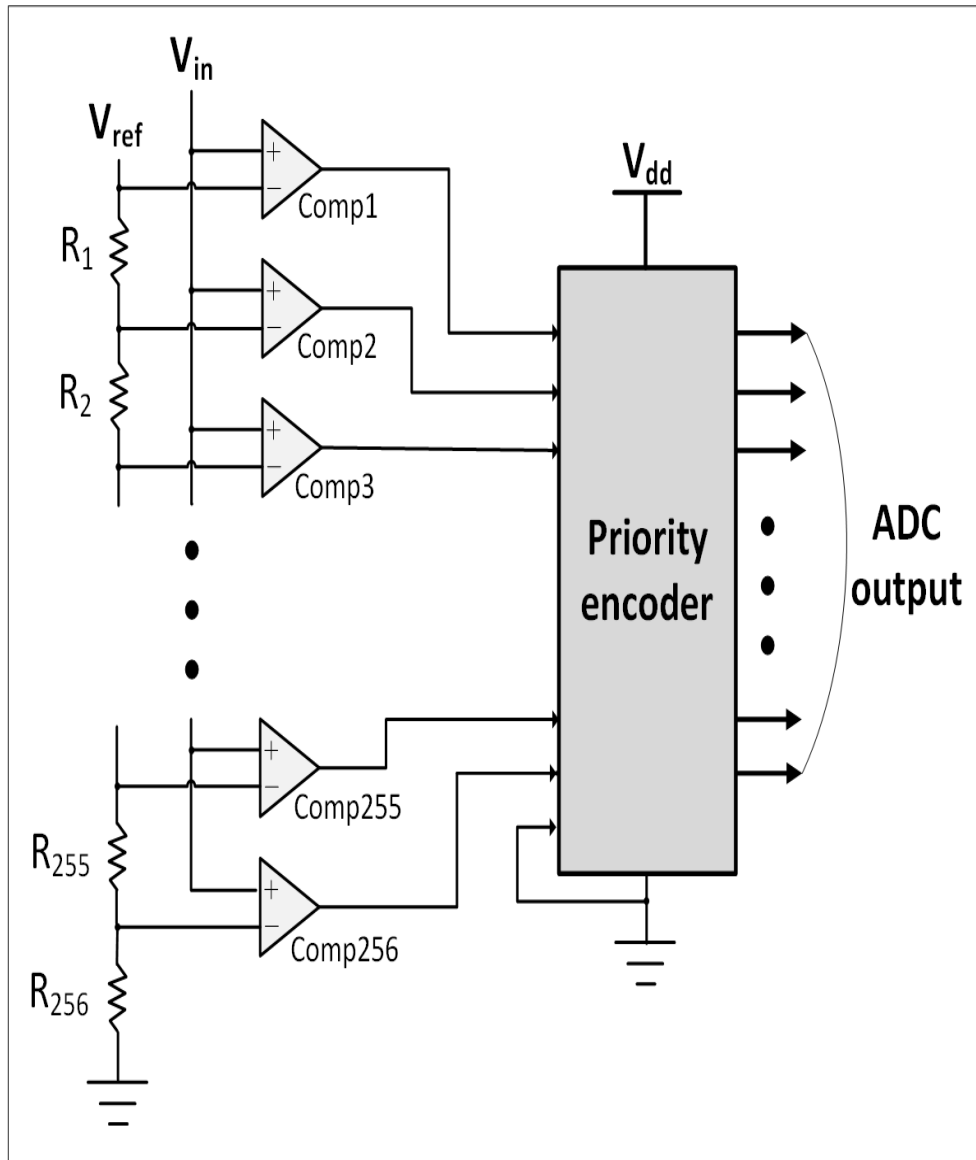 V_in
V_ref
+
−
Comp1
V_dd
R_1
+
−
Comp2
R_2
+
−
Comp3
Priority
encoder
ADC
output
+
−
Comp255
R_255
+
−
Comp256
R_256